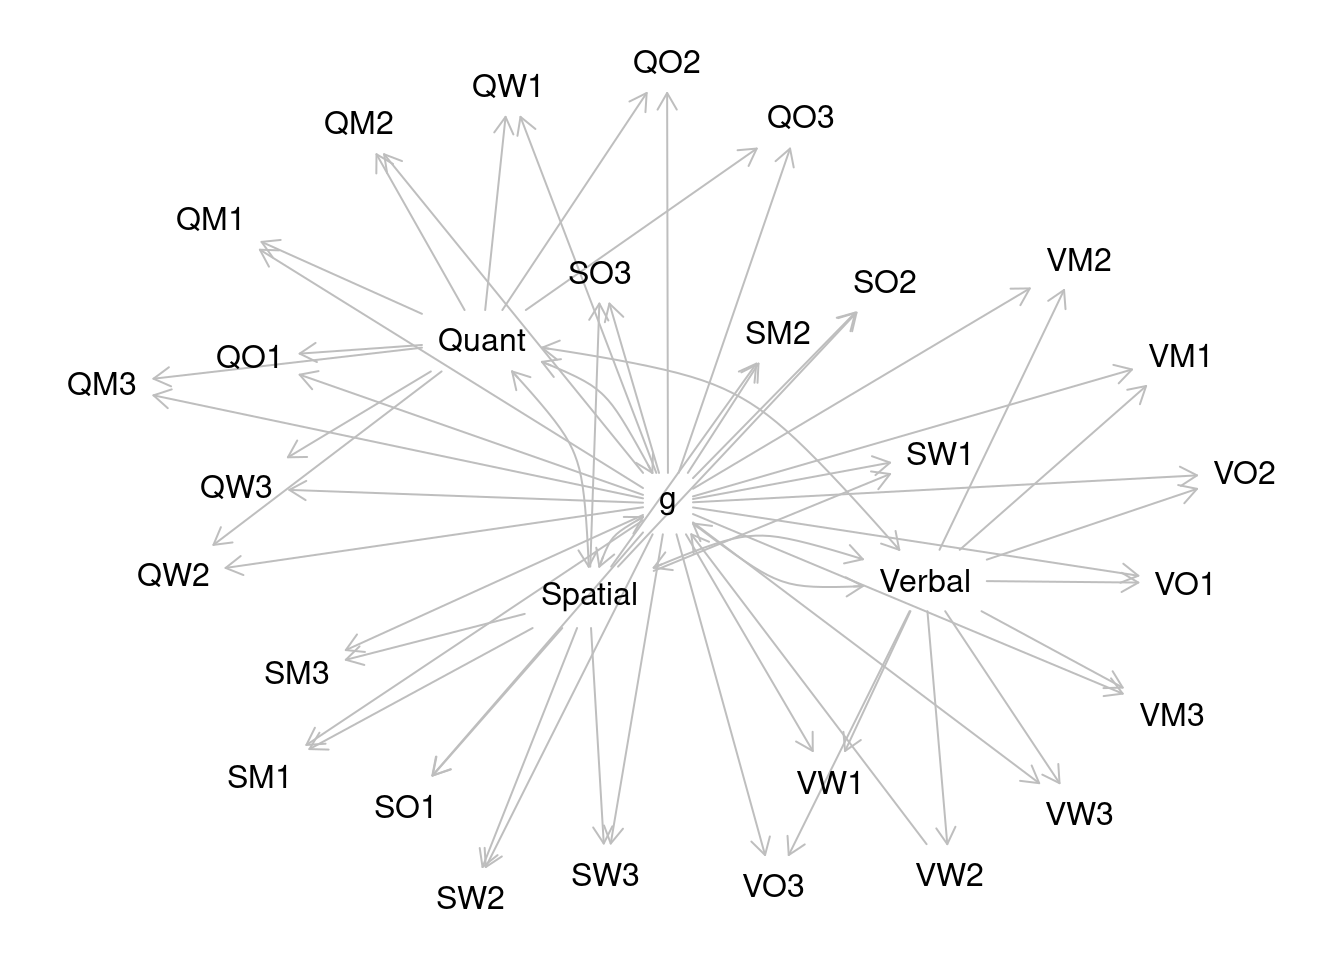 QO2
QW1
QO3
QM2
QM1
VM2
SO3
SO2
SM2
Quant
QO1
VM1
QM3
SW1
VO2
QW3
g
QW2
Verbal
VO1
Spatial
SM3
VM3
SM1
VW1
SO1
VW3
SW3
VW2
VO3
SW2